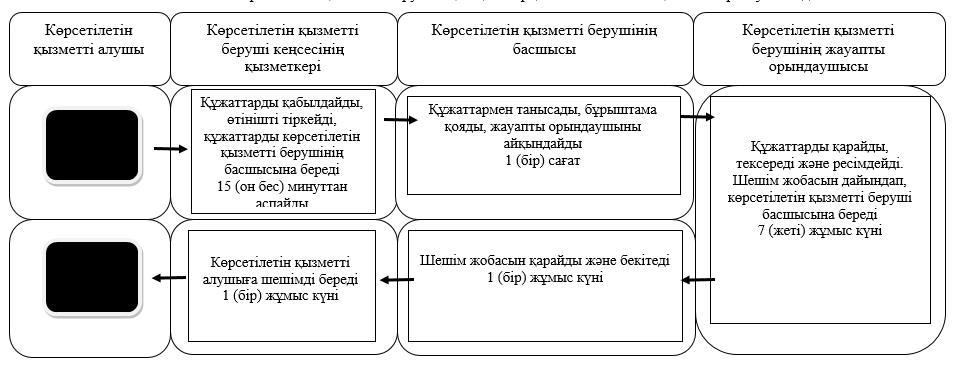 Көрсетілетін
қызметті алушы
Көрсетілетін қызметті
беруші кеңсесінің
қызметкері
Көрсетілетін қызметті берушінің
басшысы
Көрсетілетін қызметті
берушінің жауапты
орындаушысы
Құжаттарды қабылдайды,
өтінішті тіркейді,
құжаттарды көрсетілетін
қызметті берушінің
басшысына береді
15 (он бес) минуттан
аспайды
Құжаттармен танысады, бұрыштама
қояды, жауапты орындаушыны
айқындайды
1 (бір) сағат
Құжаттарды қарайды,
тексереді және ресімдейді.
Шешім жобасын дайындап,
көрсетілетін қызметті беруші
басшысына береді
7 (жеті) жұмыс күні
Шешім жобасын қарайды және бекітеді
1 (бір) жұмыс күні
Көрсетілетін қызметті
алушыға шешімді береді
1 (бір) жұмыс күні